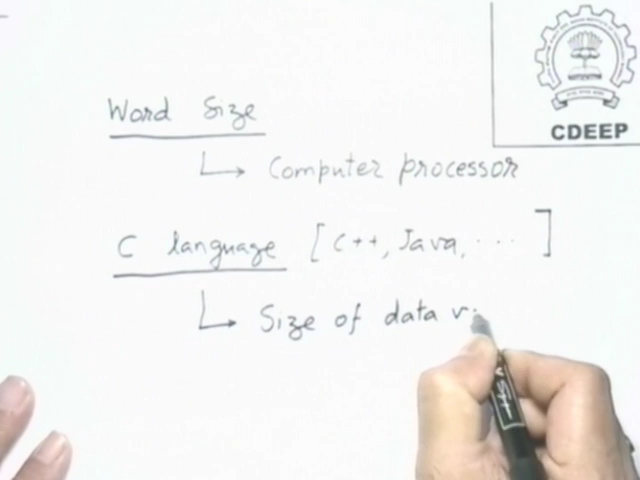 CDEEP
Word Size
Computer processor
C language [C++, Java, ... ]
Size of data v